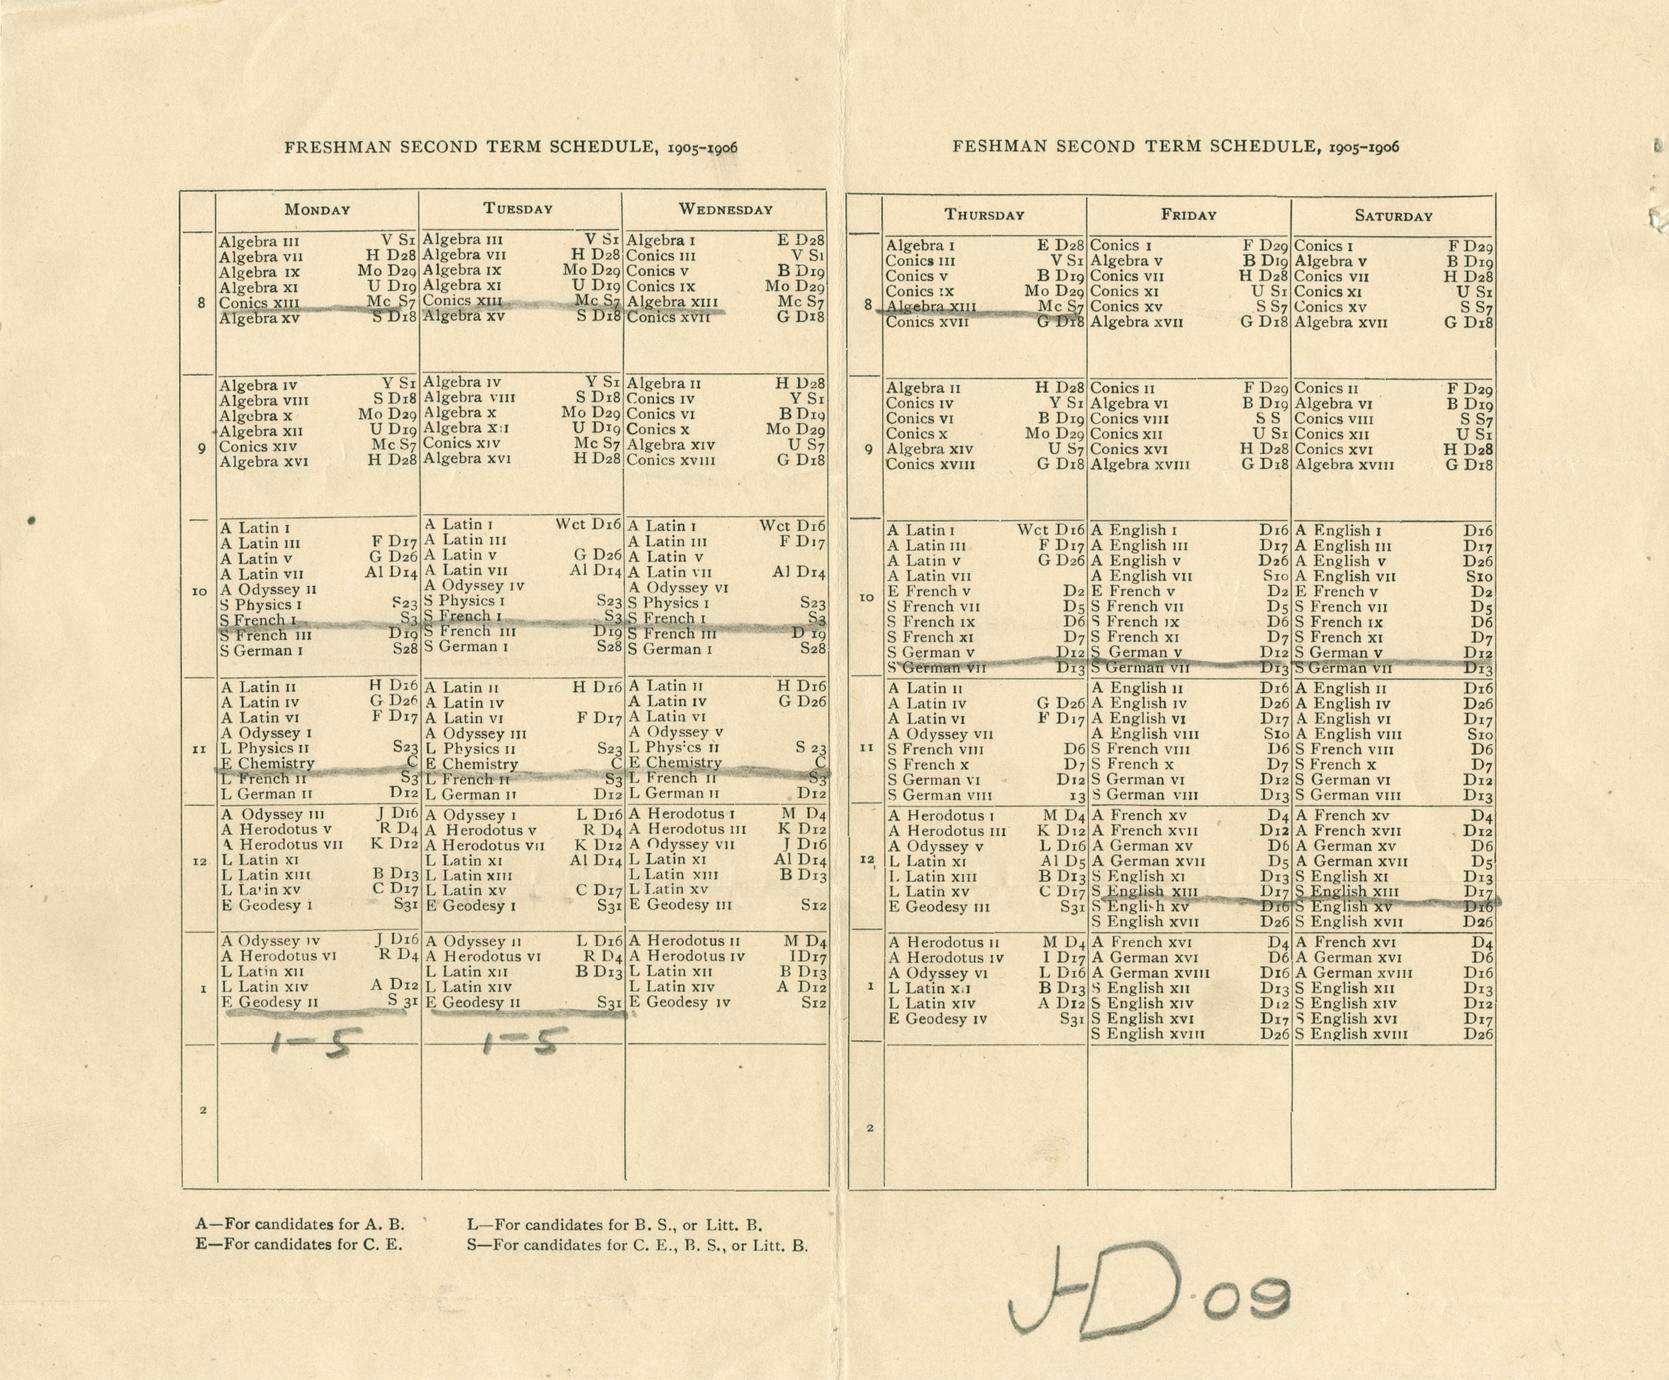 FRESHMAN SECOND TERM SCHEDULE, 1905-1906
MONDAY TUESDAY WEDNESDAY
8
Algebra III V S1 Algebra III V S1 Algebra I E D28
Algebra VII H D28 Algebra VII H D28 Conics III V S1
Algebra IX Mo D29 Algebra IX Mo D29 Conics V B D19
Algebra XI U D19 Algebra XI U D19 Conics IX Mo D29
Conics XIII Mc S7 Conics XIII Mc S7 Algebra XIII Mc S7
Algebra XV S D18 Algebra XV S D18 Conics XVII G D18
9
Algebra IV Y S1 Algebra IV Y S1 Algebra II H D28
Algebra VIII S D18 Algebra VIII S D18 Conics IV Y S1
Algebra X Mo D29 Algebra X Mo D29 Conics VI B D19
Algebra XII U D19 Algebra XII U D19 Conics X Mo D29
Conics XIV Mc S7 Conics XIV Mc S7 Algebra XIV U S7
Algebra XVI H D28 Algebra XVI H D28 Conics XVIII G D18
10
A Latin I A Latin I Wct D16 A Latin I Wct D16
A Latin III F D17 A Latin III A Latin III F D17
A Latin V G D26 A Latin V G D26 A Latin V
A Latin VII Al D14 A Latin VII Al D14 A Latin VII Al D14
A Odyssey II A Odyssey IV A Odyssey VI
S Physics I S23 S Physics I S23 S Physics I S23
S French I S3 S French I S3 S French I S3
S French III D19 S French III D19 S French III D 19
S German I S28 S German I S28 S German I S28
11
A Latin II H D16 A Latin II H D16 A Latin II H D16
A Latin IV G D26 A Latin IV A Latin IV G D26
A Latin VI F D17 A Latin VI F D17 A Latin VI
A Odyssey I A Odyssey III A Odyssey V
L Physics II S23 L Physics II S23 L Physics II S 23
E Chemistry C E Chemistry C E Chemistry C
L French II S3 L French II S3 L French II S3
L German II D12 L German II D12 L German II D12
12
A Odyssey III J D16 A Odyssey I L D16 A Herodotus I M D4
A Herodotus V R D4 A Herodotus V R D4 A Herodotus III K D12
A Herodotus VII K D12 A Herodotus VII K D12 A Odyssey VII J D16
L Latin XI L Latin XI Al D14 L Latin XI Al D14
L Latin XIII B D13 L Latin XIII L Latin XIII B D13
L Latin XV C D17 L Latin XV C D17 L Latin XV
E Geodesy I S31 E Geodesy I S31 E Geodesy III S12
1
A Odyssey IV J D16 A Odyssey II L D16 A Herodotus II M D4
A Herodotus VI R D4 A Herodotus VI R D4 A Herodotus IV I D17
L Latin XII L Latin XII B D13 L Latin XII B D13
L Latin XIV A D12 L Latin XIV L Latin XIV A D12
E Geodesy II S 31 E Geodesy II S31 E Geodesy IV S12
1-5 1-5
2
A—For candidates for A. B. L—For candidates for B. S., or Litt. B.
E—For candidates for C. E. S—For candidates for C. E., B. S., or Litt. B.
FESHMAN SECOND TERM SCHEDULE, 1905-1906
THURSDAY FRIDAY SATURDAY
8
Algebra I E D28 Conics I F D29 Conics I F D29
Conics III V S1 Algebra V B D19 Algebra V B D19
Conics V B D19 Conics VII H D28 Conics VII H D28
Conics IX Mo D29 Conics XI U S1 Conics XI U S1
Algebra XIII Mc S7 Conics XV S S7 Conics XV S S7
Conics XVII G D18 Algebra XVII G D18 Algebra XVII G D18
9
Algebra II H D28 Conics II F D29 Conics II F D29
Conics IV Y S1 Algebra VI B D19 Algebra VI B D19
Conics VI B D19 Conics VIII S S Conics VIII S S7
Conics X Mo D29 Conics XII U S1 Conics XII U S1
Algebra XIV U S7 Conics XVI H D28 Conics XVI H D28
Conics XVIII G D18 Algebra XVIII G D18 Algebra XVIII G D18
10
A Latin I Wct D16 A English I D16 A English I D16
A Latin III F D17 A English III D17 A English III D17
A Latin V G D26 A English V D26 A English V D26
A Latin VII A English VII S10 A English VII S10
E French V D2 E French V D2 E French V D2
S French VII D5 S French VII D5 S French VII D5
S French IX D6 S French IX D6 S French IX D6
S French XI D7 S French XI D7 S French XI D7
S German V D12 S German V D12 S German V D12
S German VII D13 S German VII D13 S German VII D13
11
A Latin II A English II D16 A English II D16
A Latin IV G D26 A English IV D26 A English IV D26
A Latin VI F D17 A English VI D17 A English VI D17
A Odyssey VII A English VIII S10 A English VIII S10
S French VIII D6 S French VIII D6 S French VIII D6
S French X D7 S French X D7 S French X D7
S German VI D12 S German VI D12 S German VI D12
S German VIII 13 S German VIII D13 S German VIII D13
12
A Herodotus I M D4 A French XV D4 A French XV D4
A Herodotus III K D12 A French XVII D12 A French XVII D12
A Odyssey V L D16 A German XV D6 A German XV D6
L Latin XI Al D5 A German XVII D5 A German XVII D5
L Latin XIII B D13 S English XI D13 S English XI D13
L Latin XV C D17 S English XIII D17 S English XIII D17
E Geodesy III S31 S English XV D16 S English XV D16
S English XVII D26 S English XVII D26
1
A Herodotus II M D4 A French XVI D4 A French XVI D4
A Herodotus IV I D17 A German XVI D6 A German XVI D6
A Odyssey VI L D16 A German XVIII D16 A German XVIII D16
L Latin XII B D13 S English XII D13 S English XII D13
L Latin XIV A D12 S English XIV D12 S English XIV D12
E Geodesy IV S31 S English XVI D17 S English XVI D17
S English XVIII D26 S English XVIII D26
2
09